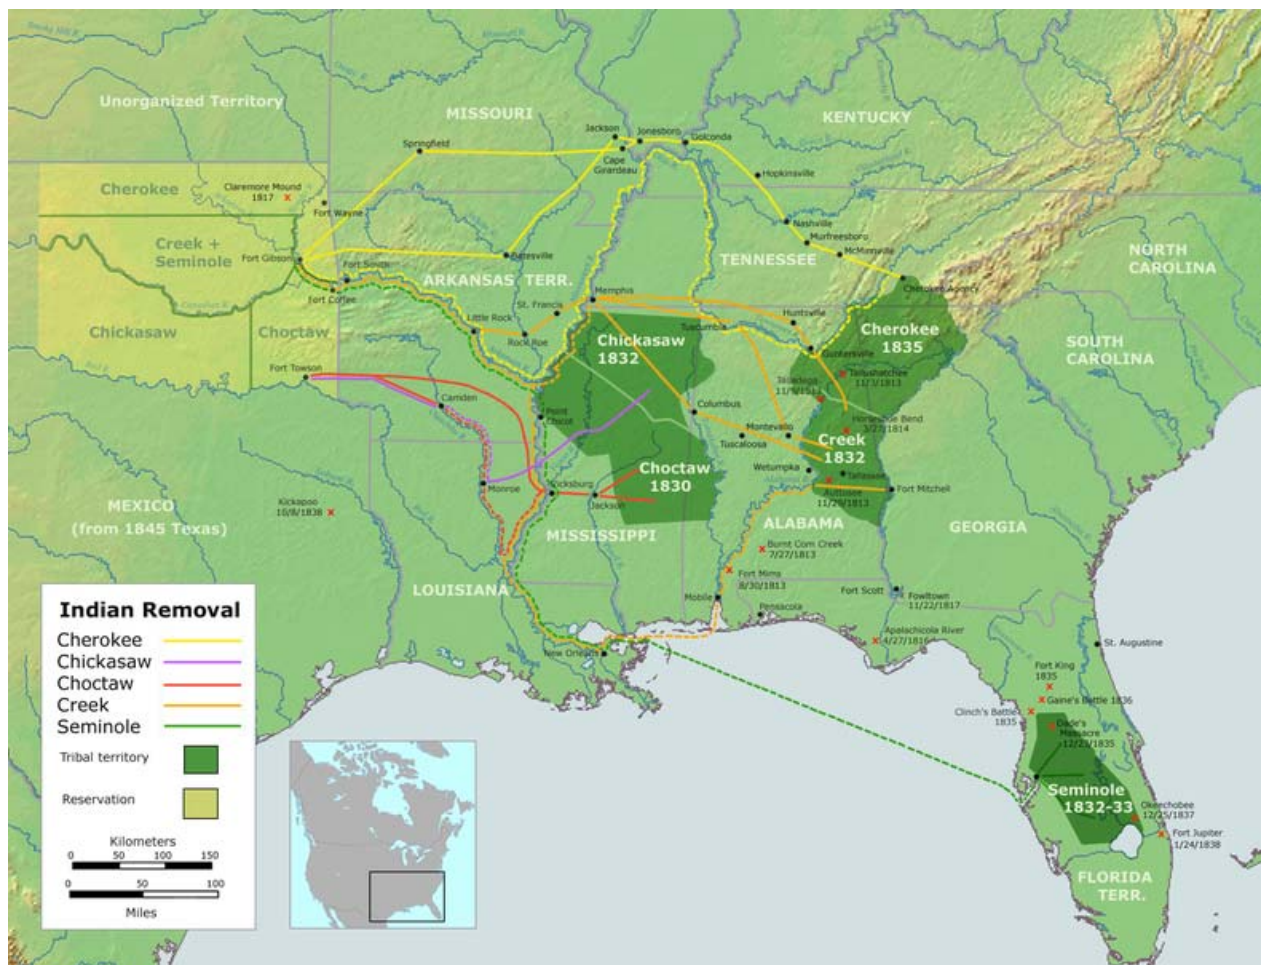 Unorganized Territory
MISSOURI
KENTUCKY
Jackson
Jonesboro
Golconda
Springfield
Cape
Girardeau
Hopkinsville
Cherokee
Claremore Mound
1817
Fort Wayne
Nashville
Murfreesboro
McMinnville
Creek +
Seminole
Fort Gibson
Fort Smith
Batesville
TENNESSEE
NORTH
CAROLINA
ARKANSAS TERR.
Cherokee Agency
Fort Coffee
Memphis
St. Francis
Little Rock
Rock Roe
Huntsville
Tuscumbia
Chickasaw
Choctaw
Chickasaw
1832
Cherokee
1835
Guntersville
SOUTH
CAROLINA
Fort Towson
Tallushatchee
11/3/1813
Talladega
Camden
Point
Chicot
Columbus
Horseshoe Bend
3/27/1814
Montevallo
Tuscaloosa
Creek
1832
Choctaw
1830
Wetumpka
Tallassee
Monroe
Vicksburg
Jackson
Auttosee
11/29/1813
Fort Mitchell
MEXICO
(from 1845 Texas)
Kickapoo
10/8/1838
MISSISSIPPI
ALABAMA
GEORGIA
Burnt Corn Creek
7/27/1813
Fort Mims
8/30/1813
LOUISIANA
Mobile
Pensacola
Fort Scott
Fowltown
11/22/1817
Apalachicola River
4/27/1816
New Orleans
St. Augustine
Fort King
1835
Gaine's Battle 1836
Clinch's Battle
1835
Dade's
Massacre
12/23/1835
Seminole
1832-33
Okeechobee
12/25/1837
Fort Jupiter
1/24/1838
FLORIDA
TERR.
Indian Removal
Cherokee
Chickasaw
Choctaw
Creek
Seminole
Tribal territory
Reservation
Kilometers
0 50 100 150
0 50 100
Miles